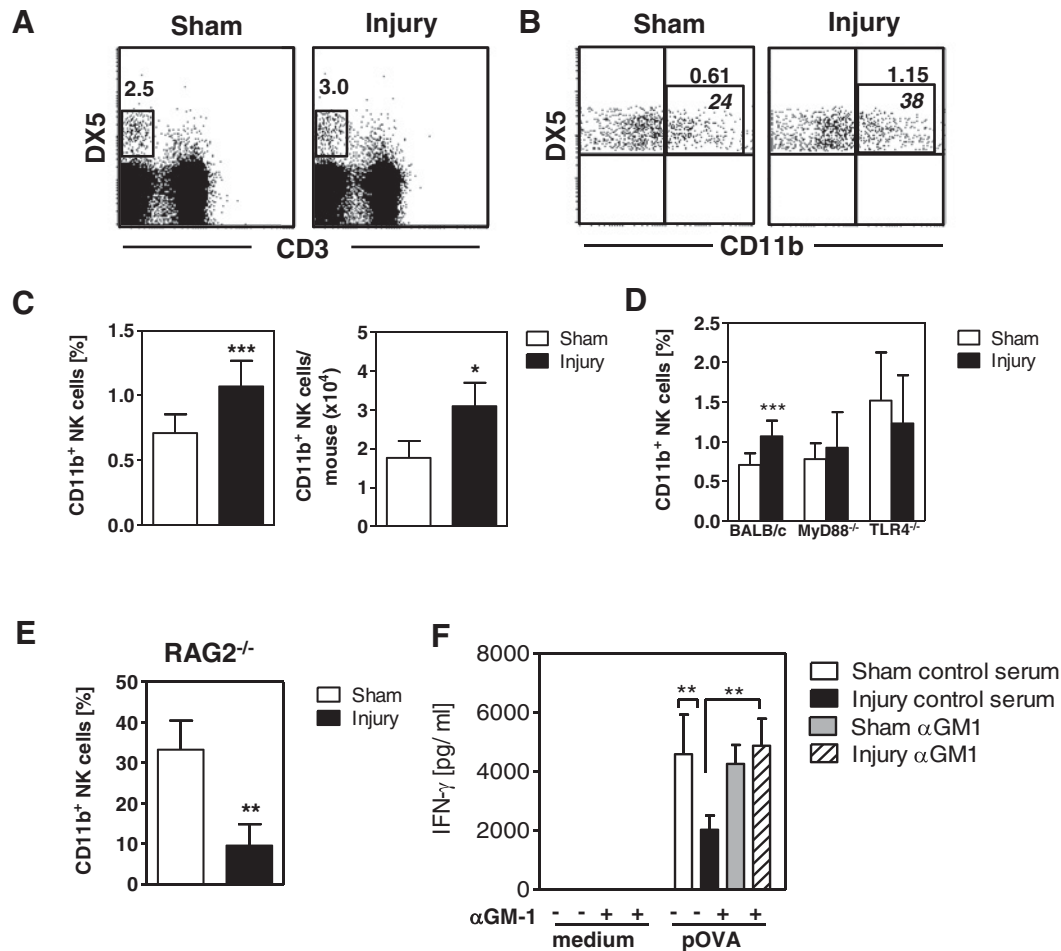 A
Sham
Injury
2.5
3.0
DX5
CD3
B
Sham
Injury
0.61
24
1.15
38
DX5
CD11b
C
CD11b⁺ NK cells [%]
1.5
1.0
0.5
0.0
***
CD11b⁺ NK cells/
mouse (x10⁴)
5
4
3
2
1
0
*
Sham
Injury
D
CD11b⁺ NK cells [%]
2.5
2.0
1.5
1.0
0.5
0.0
***
BALB/c
MyD88⁻/⁻
TLR4⁻/⁻
Sham
Injury
E
RAG2⁻/⁻
CD11b⁺ NK cells [%]
50
40
30
20
10
0
**
Sham
Injury
F
IFN-γ [pg/ ml]
8000
6000
4000
2000
0
**
**
Sham control serum
Injury control serum
Sham αGM1
Injury αGM1
αGM-1 - - + + - - + +
medium pOVA